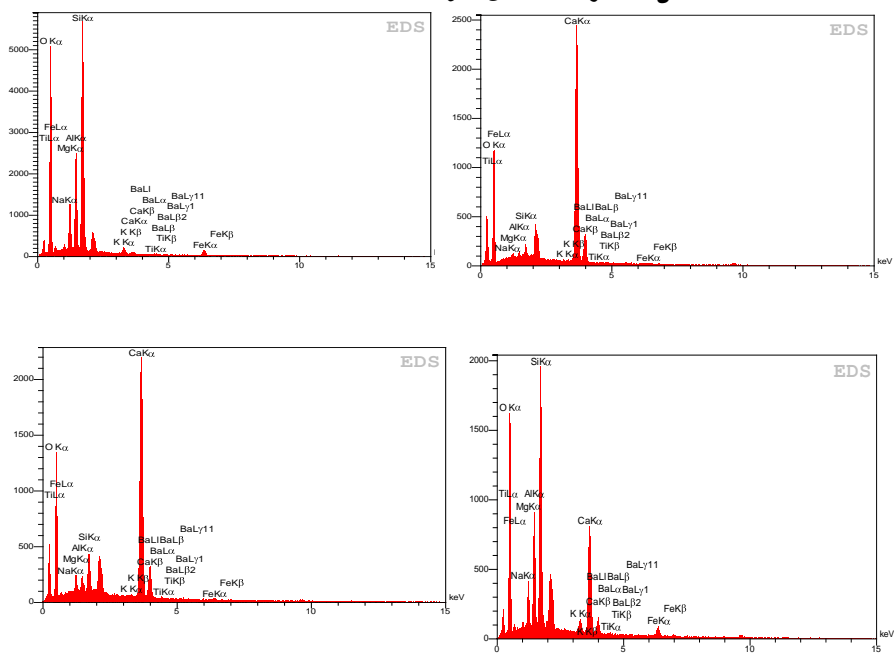 EDS
SiKα
O Kα
5000
4000
3000
FeLα
TiLα
AlKα
MgKα
2000
NaKα
BaLl
BaLγ11
BaLα
BaLγ1
CaKβ
BaLβ2
CaKα
BaLβ
K Kβ
TiKβ
FeKβ
K Kα
TiKα
FeKα
1000
0
0
5
10
15
2500
CaKα
EDS
2000
1500
FeLα
O Kα
TiLα
1000
BaLγ11
SiKα
BaLlBaLβ
AlKα
BaLα
BaLγ1
MgKα
CaKβ
BaLβ2
NaKα
K Kβ
TiKβ
FeKβ
K Kα
TiKα
FeKα
500
0
0
5
10
15
keV
CaKα
EDS
2000
1500
O Kα
1000
FeLα
TiLα
BaLγ11
SiKα
BaLlBaLβ
AlKα
BaLα
MgKα
CaKβ
BaLγ1
NaKα
BaLβ2
K Kβ
TiKβ
FeKβ
K Kα
TiKα
FeKα
500
0
0
5
10
15
keV
2000
SiKα
EDS
O Kα
1500
TiLα
AlKα
MgKα
FeLα
CaKα
1000
BaLγ11
NaKα
BaLlBaLβ
BaLαBaLγ1
CaKβ
BaLβ2
K Kα
TiKβ
FeKβ
K Kβ
TiKα
FeKα
500
0
0
5
10
15
keV